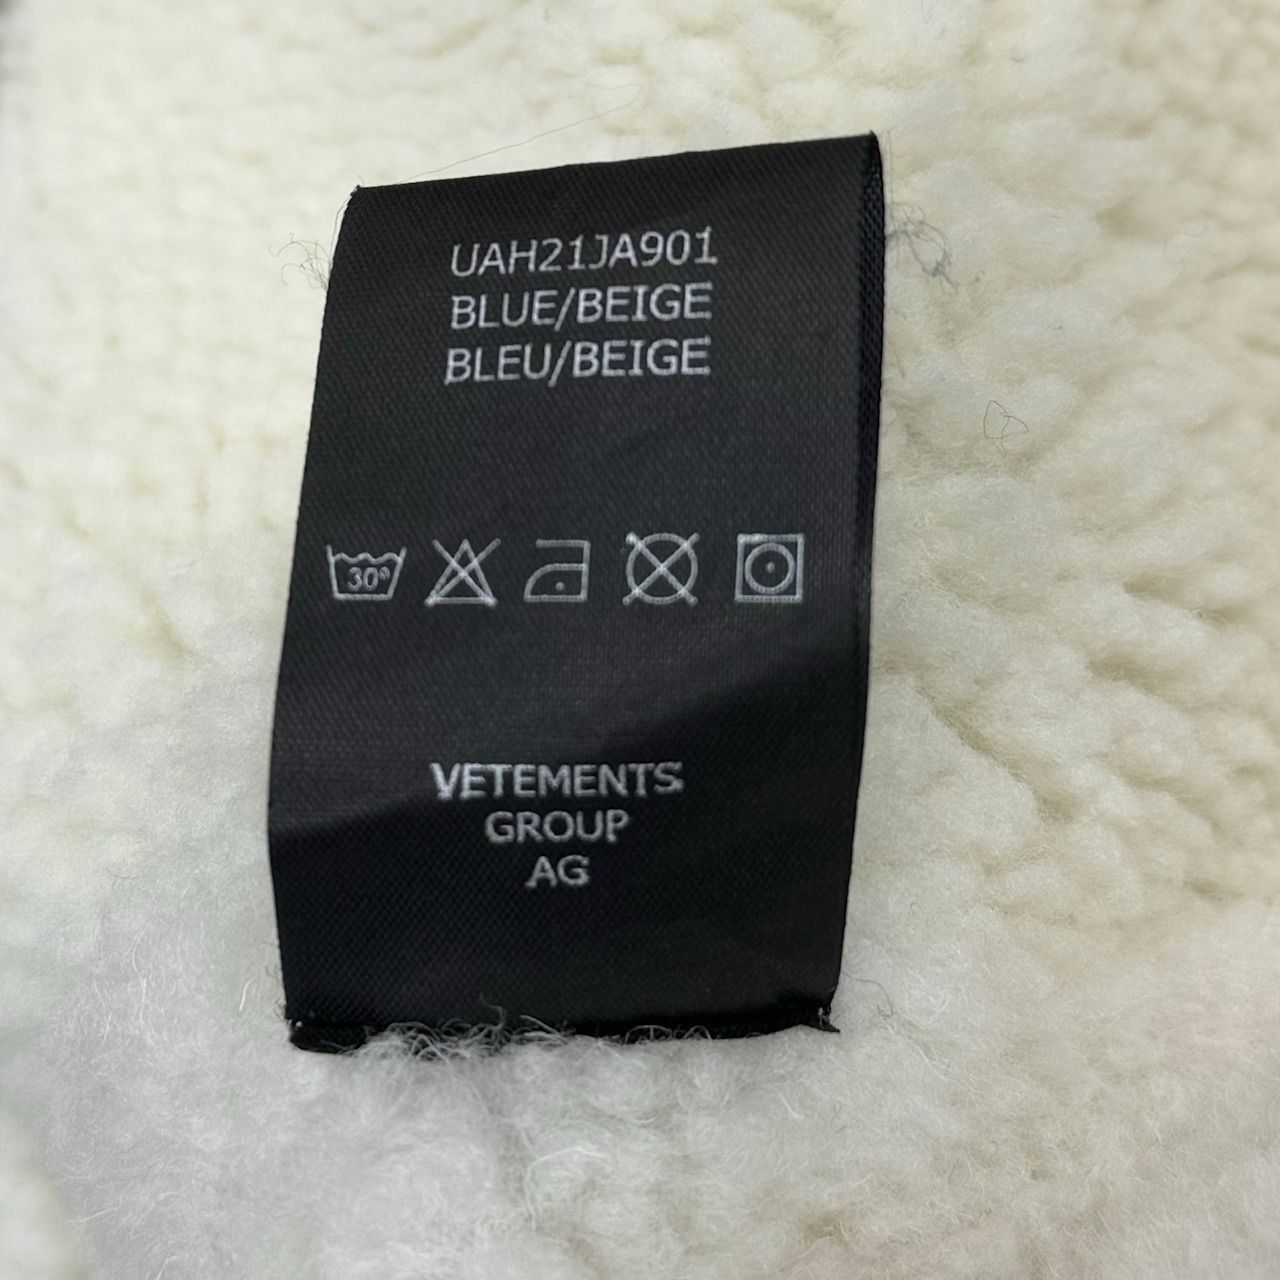 UAH21JA901
BLUE/BEIGE
BLEU/BEIGE
30°
VETEMENTS
GROUP
AG